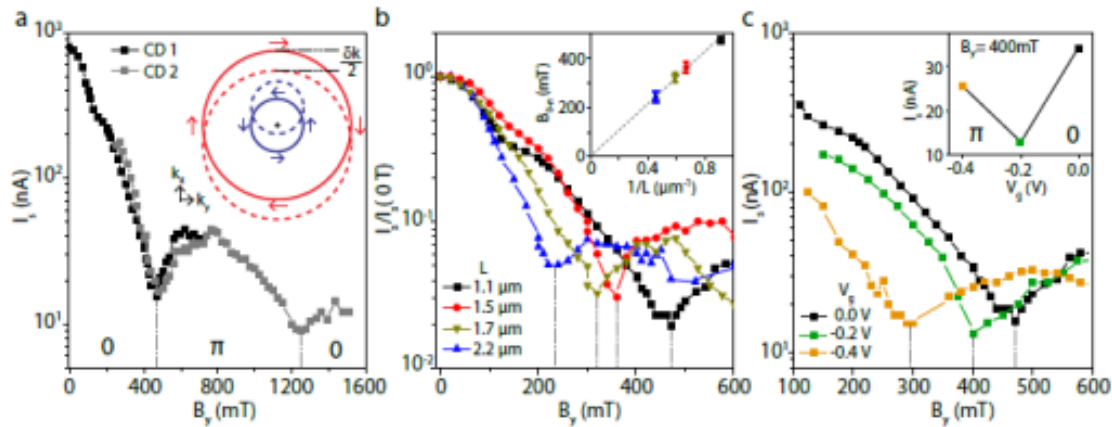 a
CD 1
CD 2
δk
2
kx
ky
0
π
0
10³
10²
10¹
Is (nA)
0
400
800
1200
1600
By (mT)
b
10⁰
10⁻¹
10⁻²
Is/Is(0T)
L
1.1 μm
1.5 μm
1.7 μm
2.2 μm
0
200
400
600
By (mT)
400
200
0
0.0
0.4
0.8
1/L (μm⁻¹)
c
10²
10¹
Is (nA)
Vg
0.0 V
-0.2 V
-0.4 V
100
200
300
400
500
600
By (mT)
By= 400mT
30
20
10
Is (nA)
π
0
-0.4
-0.2
0.0
Vg (V)